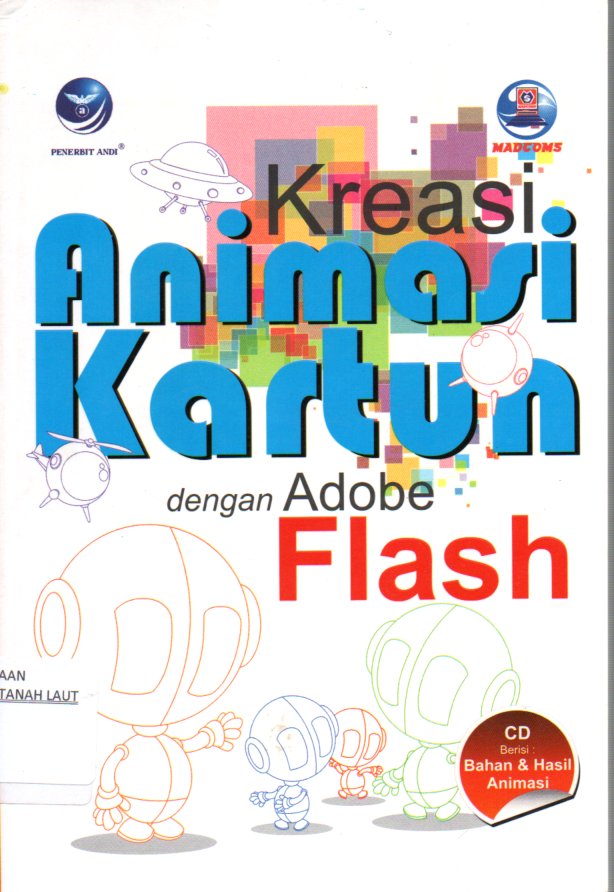 PENERBIT ANDI®
MADCOMS
Kreasi
Animasi
Kartun
dengan Adobe
Flash
AAN
TANAH LAUT
CD
Berisi :
Bahan & Hasil
Animasi